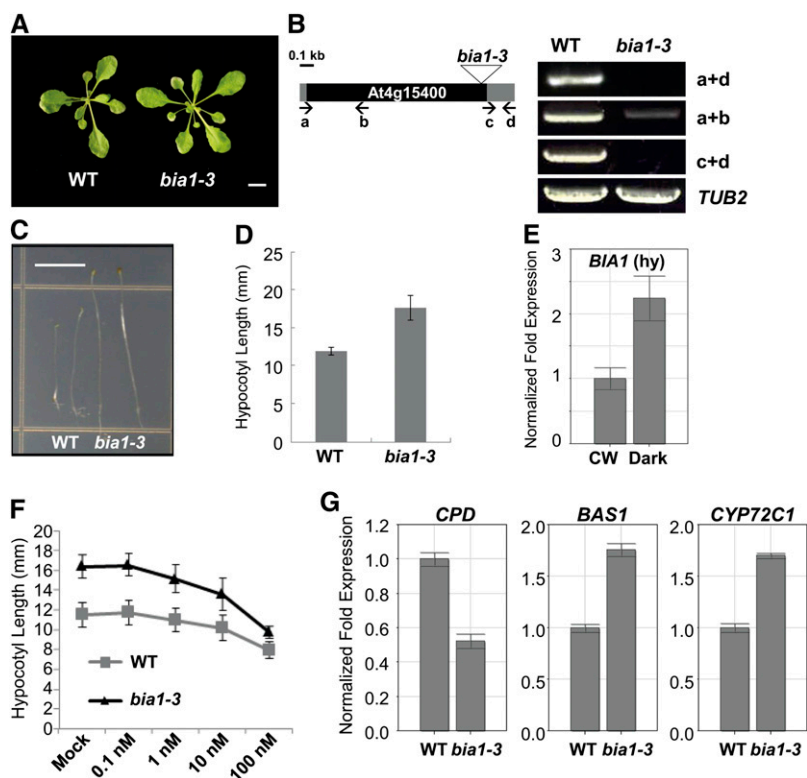 A
WT bia1-3
B
0.1 kb
bia1-3
At4g15400
a b c d
WT bia1-3
a+d
a+b
c+d
TUB2
C
WT bia1-3
D
Hypocotyl Length (mm)
25
20
15
10
5
0
WT bia1-3
E
Normalized Fold Expression
3
2
1
0
BIA1 (hy)
CW Dark
F
Hypocotyl Length (mm)
20
18
16
14
12
10
8
6
4
2
0
WT
bia1-3
Mock 0.1 nM 1 nM 10 nM 100 nM
G
Normalized Fold Expression
CPD
1.2
1.0
0.8
0.6
0.4
0.2
0.0
WT bia1-3
BAS1
2.0
1.5
1.0
0.5
0.0
WT bia1-3
CYP72C1
2.0
1.5
1.0
0.5
0.0
WT bia1-3